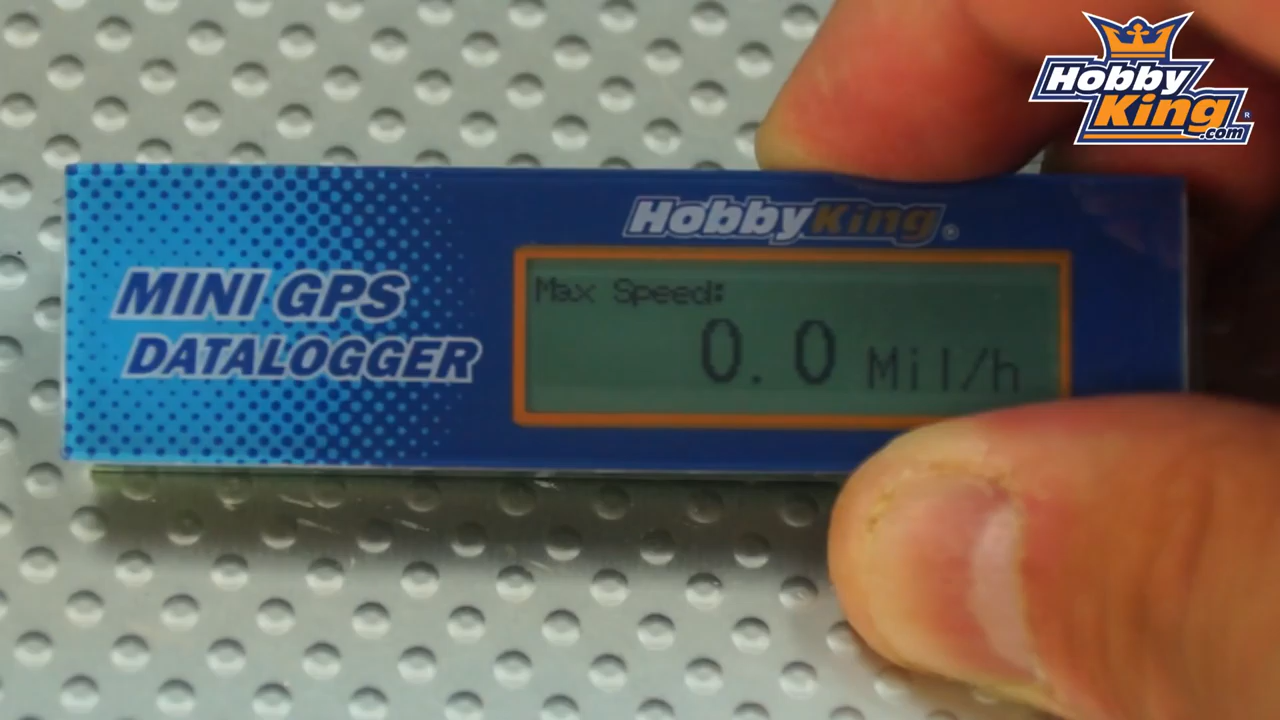 Hobby
King
.com
HobbyKing
MINI GPS
DATALOGGER
Max Speed:
0.0 Mil/h